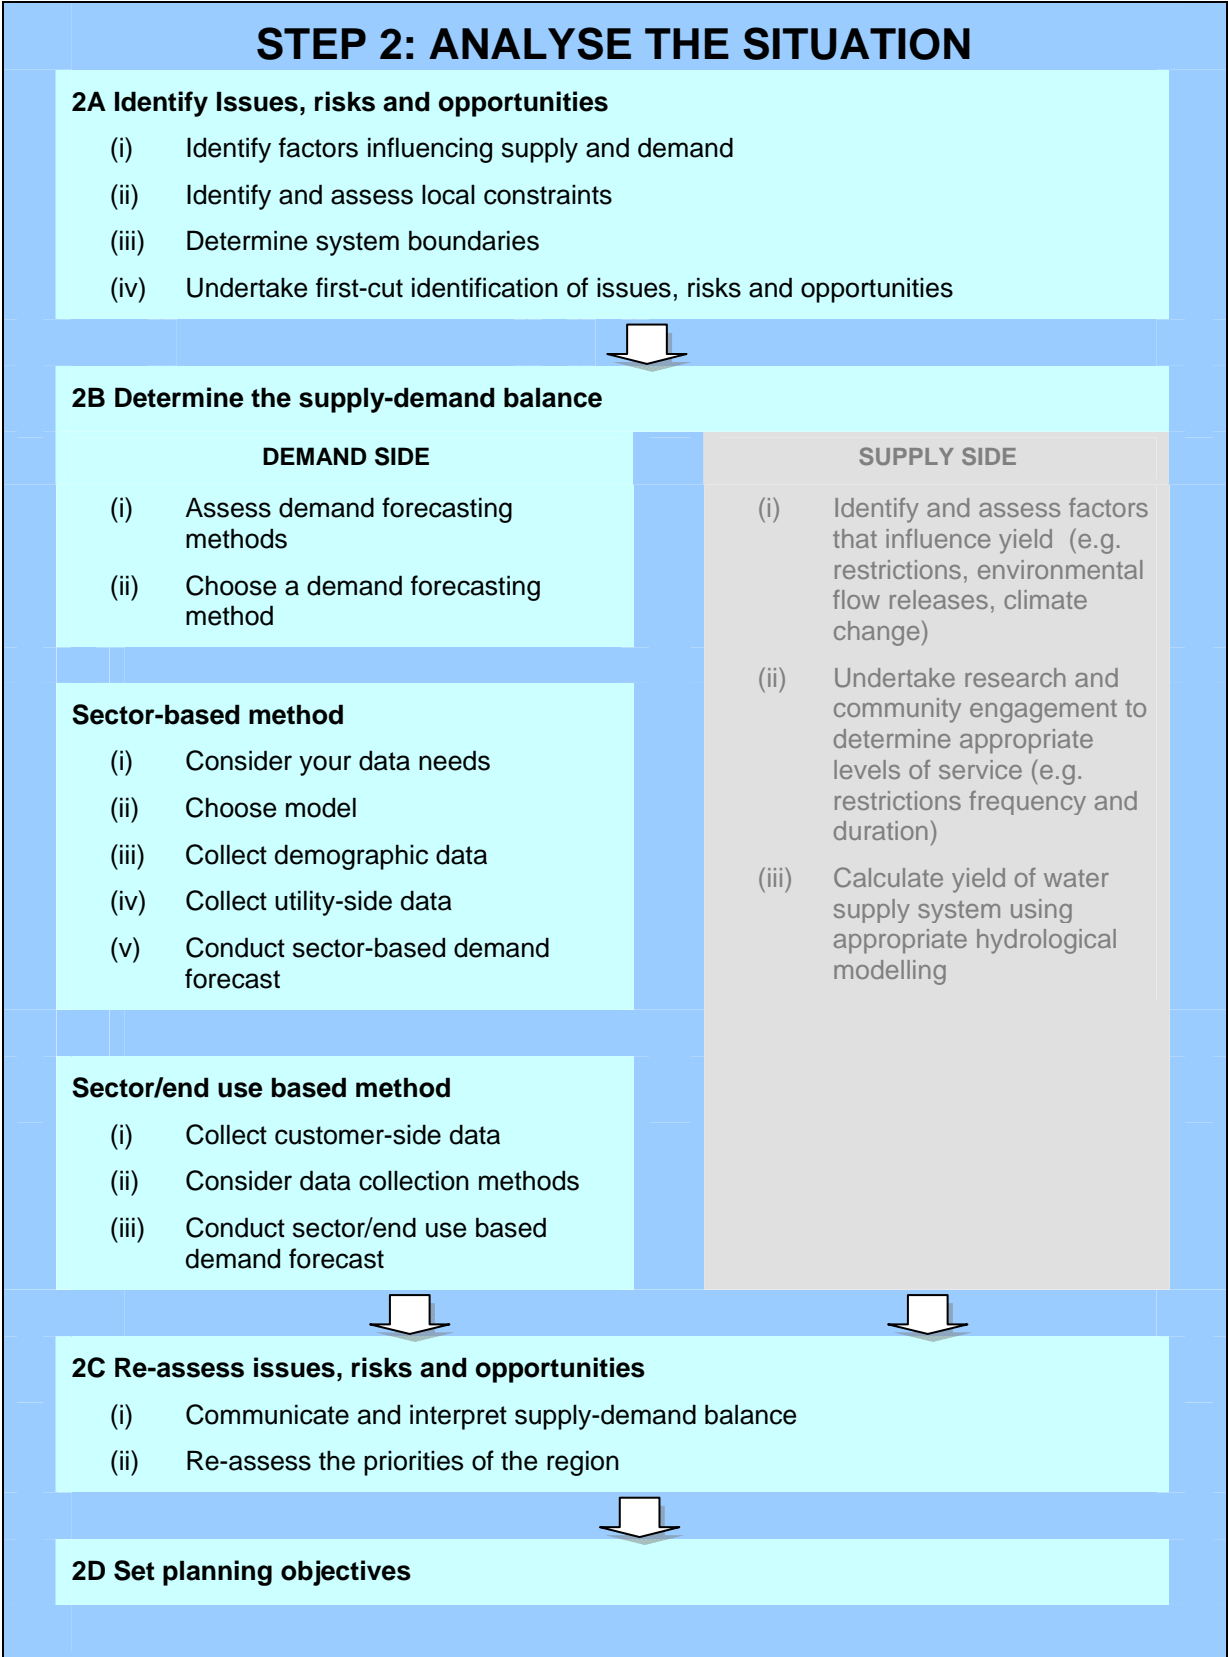 STEP 2: ANALYSE THE SITUATION
2A Identify Issues, risks and opportunities
(i) Identify factors influencing supply and demand
(ii) Identify and assess local constraints
(iii) Determine system boundaries
(iv) Undertake first-cut identification of issues, risks and opportunities
2B Determine the supply-demand balance
DEMAND SIDE
(i) Assess demand forecasting
methods
(ii) Choose a demand forecasting
method
Sector-based method
(i) Consider your data needs
(ii) Choose model
(iii) Collect demographic data
(iv) Collect utility-side data
(v) Conduct sector-based demand
forecast
Sector/end use based method
(i) Collect customer-side data
(ii) Consider data collection methods
(iii) Conduct sector/end use based
demand forecast
SUPPLY SIDE
(i) Identify and assess factors
that influence yield (e.g.
restrictions, environmental
flow releases, climate
change)
(ii) Undertake research and
community engagement to
determine appropriate
levels of service (e.g.
restrictions frequency and
duration)
(iii) Calculate yield of water
supply system using
appropriate hydrological
modelling
2C Re-assess issues, risks and opportunities
(i) Communicate and interpret supply-demand balance
(ii) Re-assess the priorities of the region
2D Set planning objectives